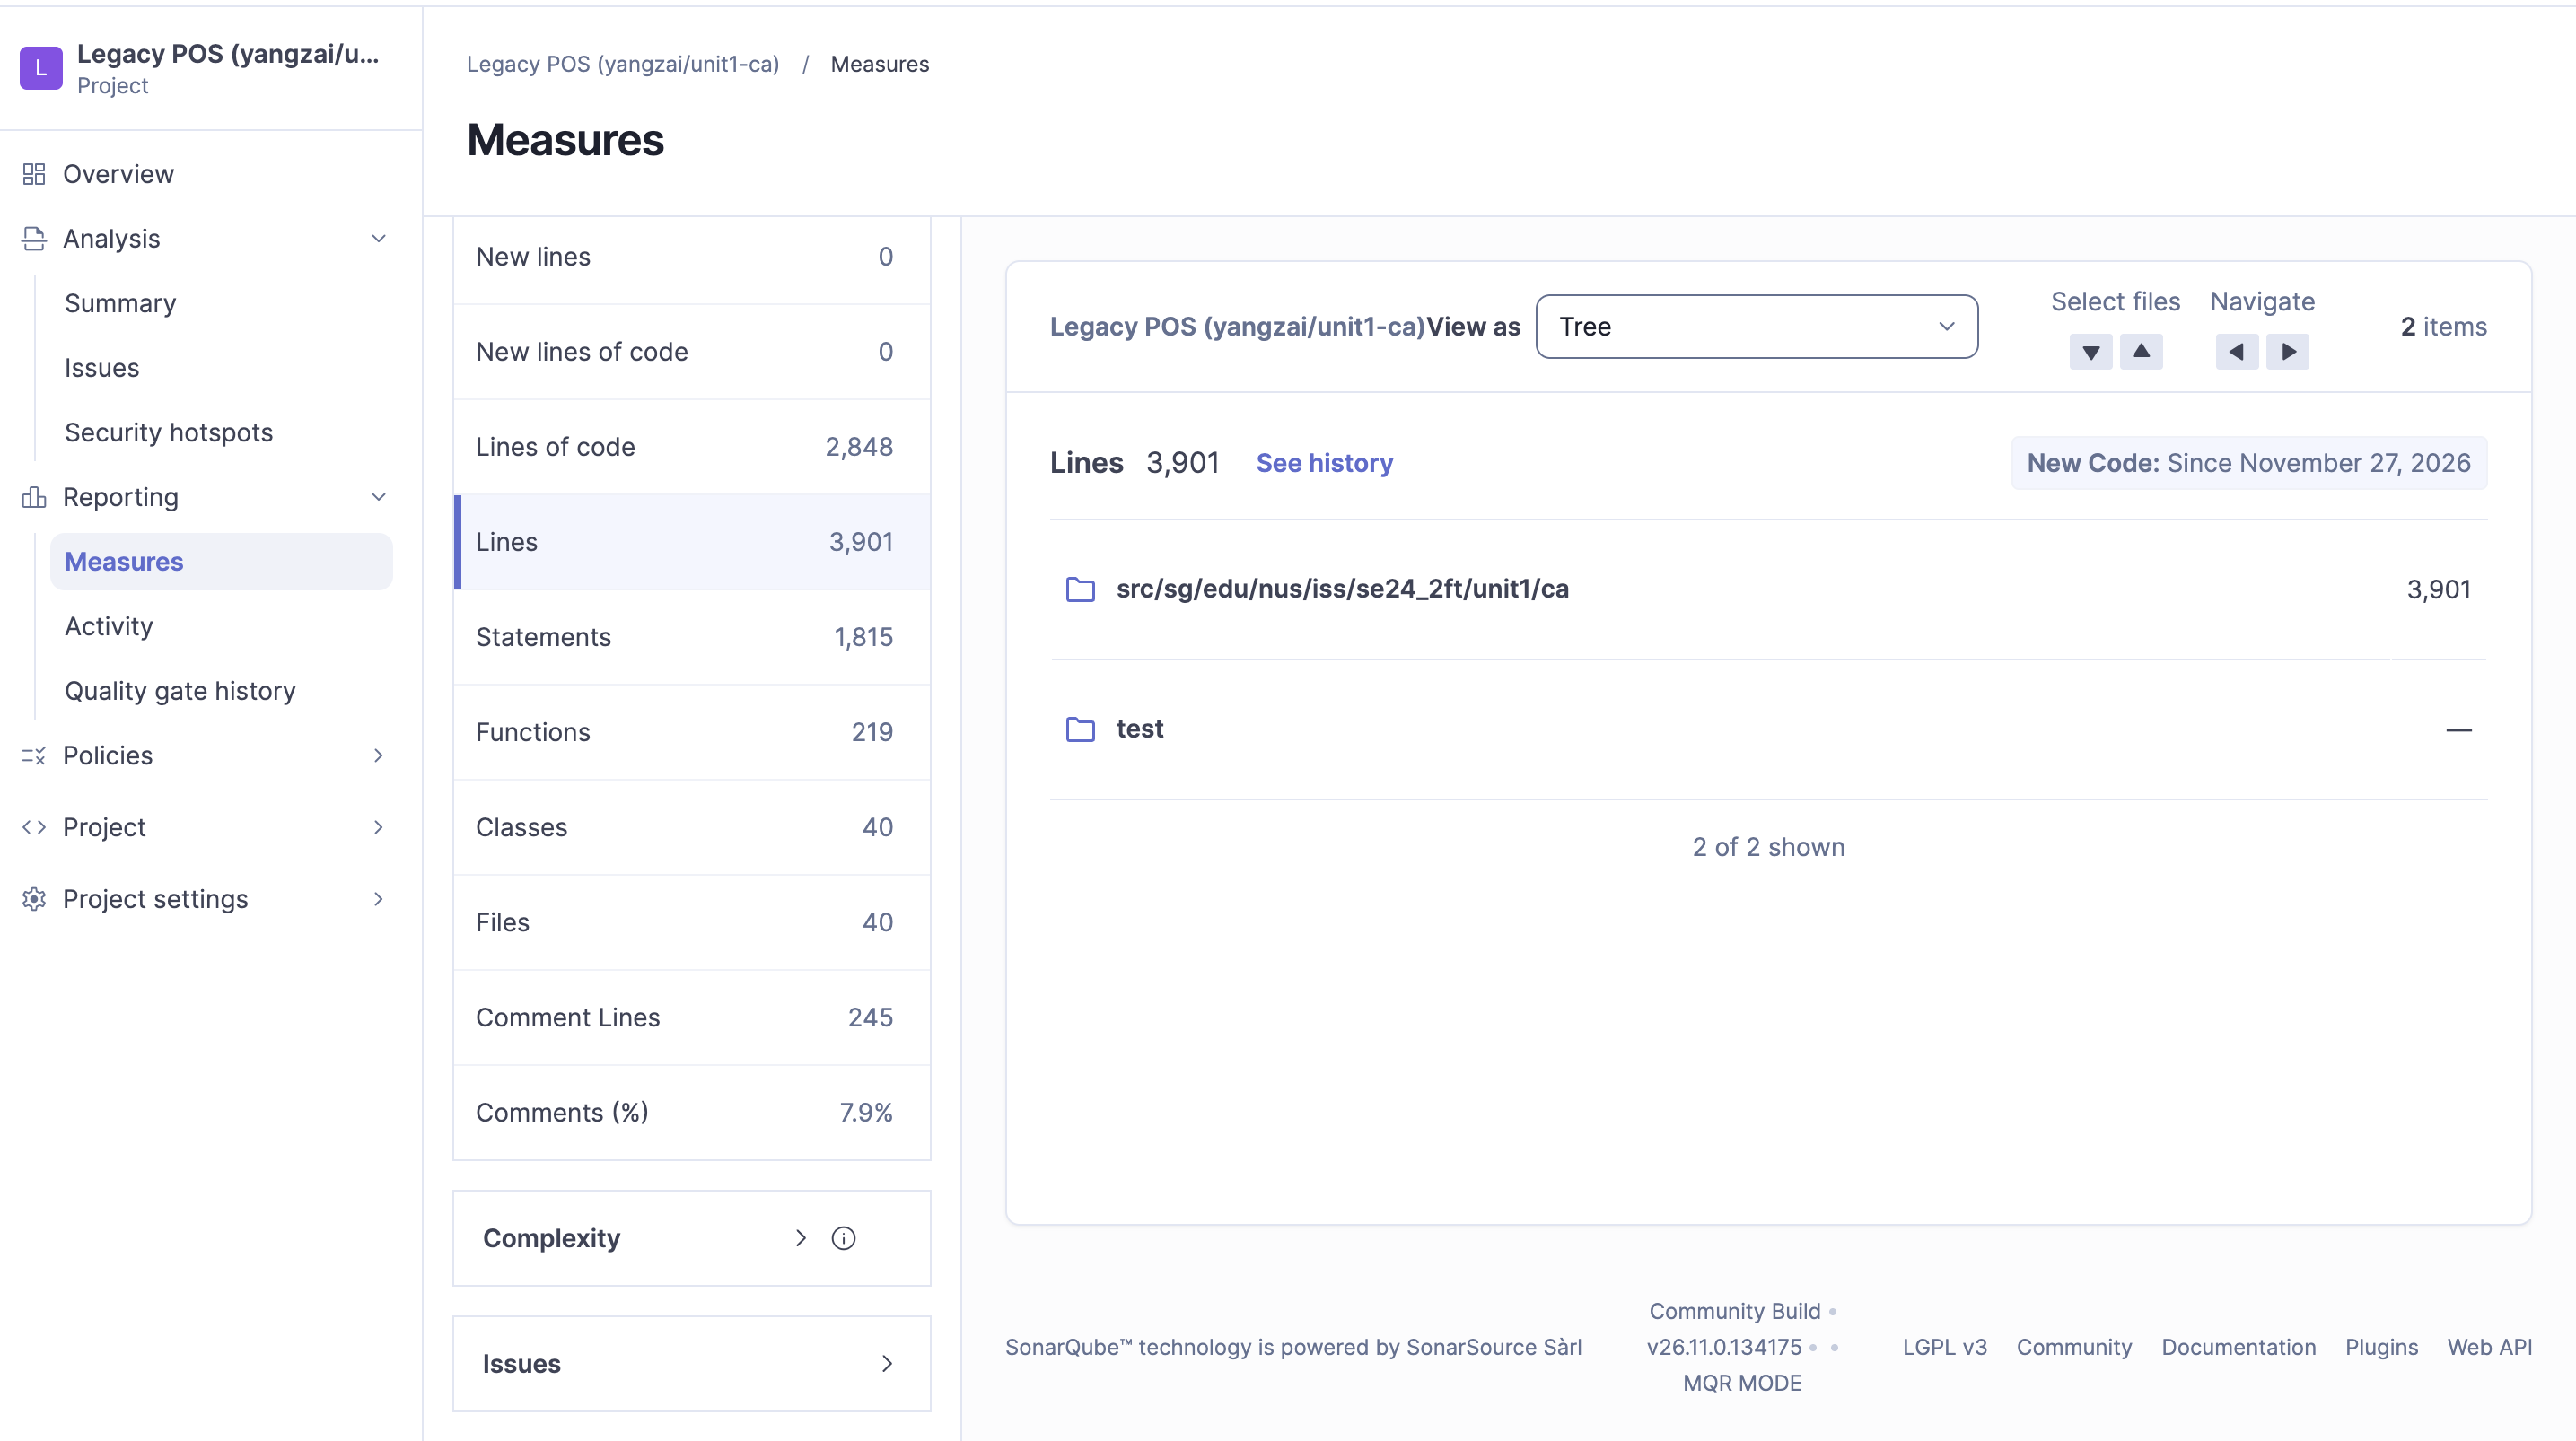 L
Legacy POS (yangzai/u...
Project
Overview
Analysis
Summary
Issues
Security hotspots
Reporting
Measures
Activity
Quality gate history
Policies
Project
Project settings
Legacy POS (yangzai/unit1-ca) / Measures
Measures
New lines 0
New lines of code 0
Lines of code 2,848
Lines 3,901
Statements 1,815
Functions 219
Classes 40
Files 40
Comment Lines 245
Comments (%) 7.9%
Complexity
Issues
Legacy POS (yangzai/unit1-ca)View as Tree
Select files Navigate
2 items
Lines 3,901 See history New Code: Since November 27, 2026
src/sg/edu/nus/iss/se24_2ft/unit1/ca 3,901
test —
2 of 2 shown
SonarQube™ technology is powered by SonarSource Sàrl
Community Build •
v26.11.0.134175 • •
MQR MODE
LGPL v3 Community Documentation Plugins Web API